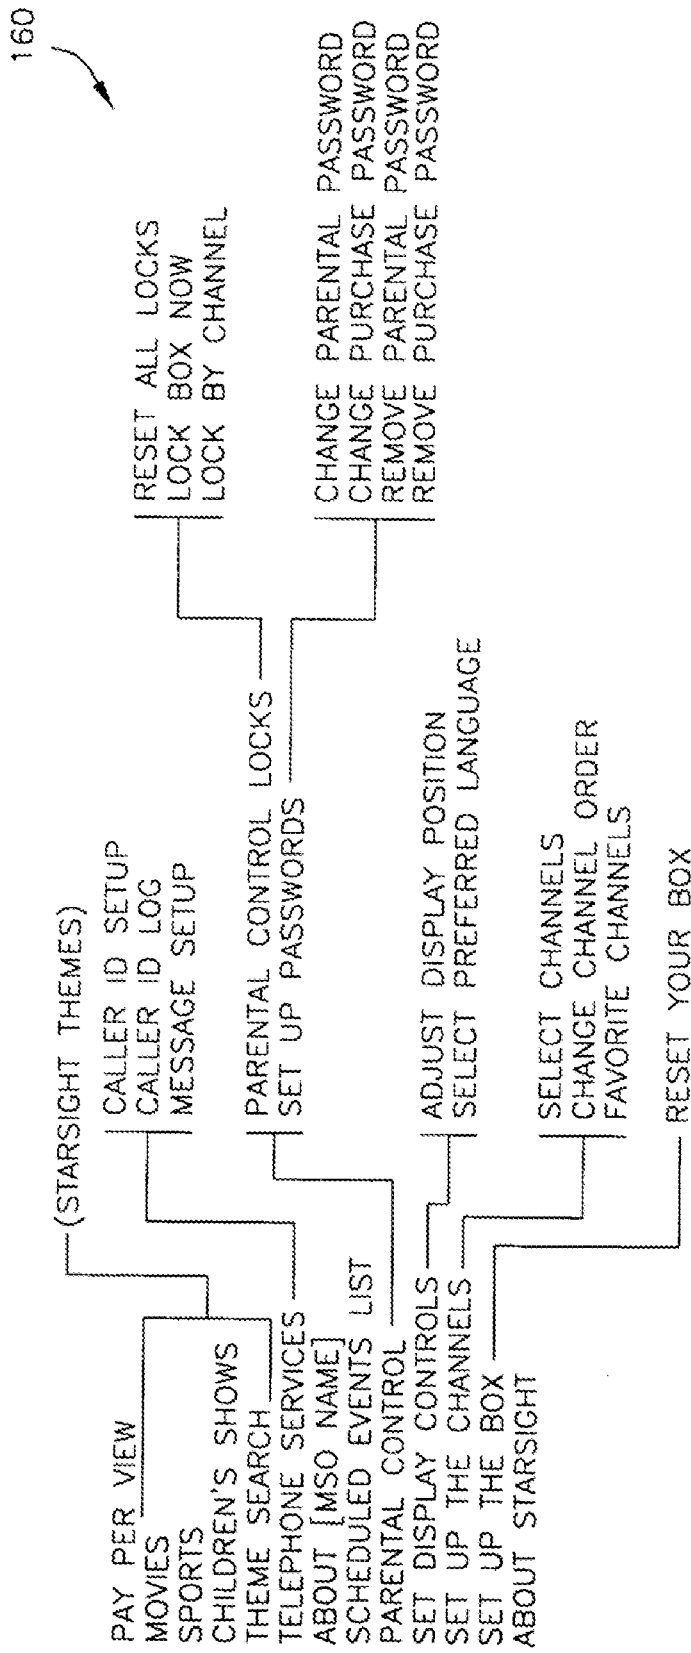 160
PAY PER VIEW
MOVIES
SPORTS
CHILDREN'S SHOWS
THEME SEARCH
TELEPHONE SERVICES
ABOUT [MSO NAME]
SCHEDULED EVENTS LIST
PARENTAL CONTROL
SET DISPLAY CONTROLS
SET UP THE CHANNELS
SET UP THE BOX
ABOUT STARSIGHT
(STARSIGHT THEMES)
CALLER ID SETUP
CALLER ID LOG
MESSAGE SETUP
PARENTAL CONTROL LOCKS
SET UP PASSWORDS
ADJUST DISPLAY POSITION
SELECT PREFERRED LANGUAGE
SELECT CHANNELS
CHANGE CHANNEL ORDER
FAVORITE CHANNELS
RESET YOUR BOX
RESET ALL LOCKS
LOCK BOX NOW
LOCK BY CHANNEL
CHANGE PARENTAL PASSWORD
CHANGE PURCHASE PASSWORD
REMOVE PARENTAL PASSWORD
REMOVE PURCHASE PASSWORD